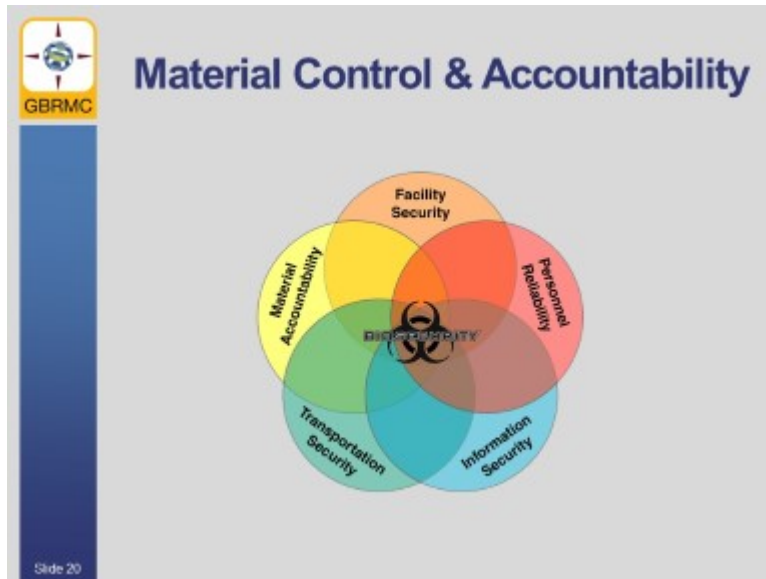 GBRMC
Material Control & Accountability
Facility
Security
Personnel
Reliability
Material
Accountability
BIOSECURITY
Transportation
Security
Information
Security
Slide 20